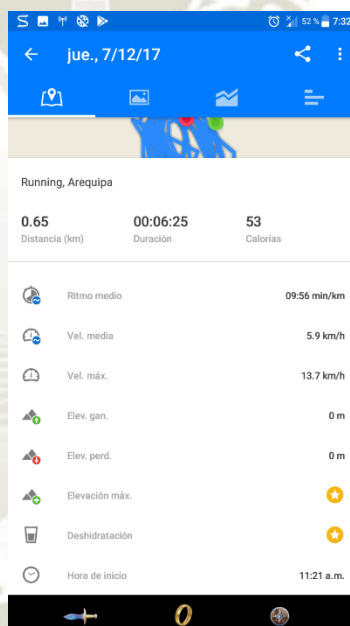 52 % 7:32
jue., 7/12/17
Running, Arequipa
0.65 00:06:25 53
Distancia (km) Duración Calorías
Ritmo medio 09:56 min/km
Vel. media 5.9 km/h
Vel. máx. 13.7 km/h
Elev. gan. 0 m
Elev. perd. 0 m
Elevación máx.
Deshidratación
Hora de inicio 11:21 a.m.